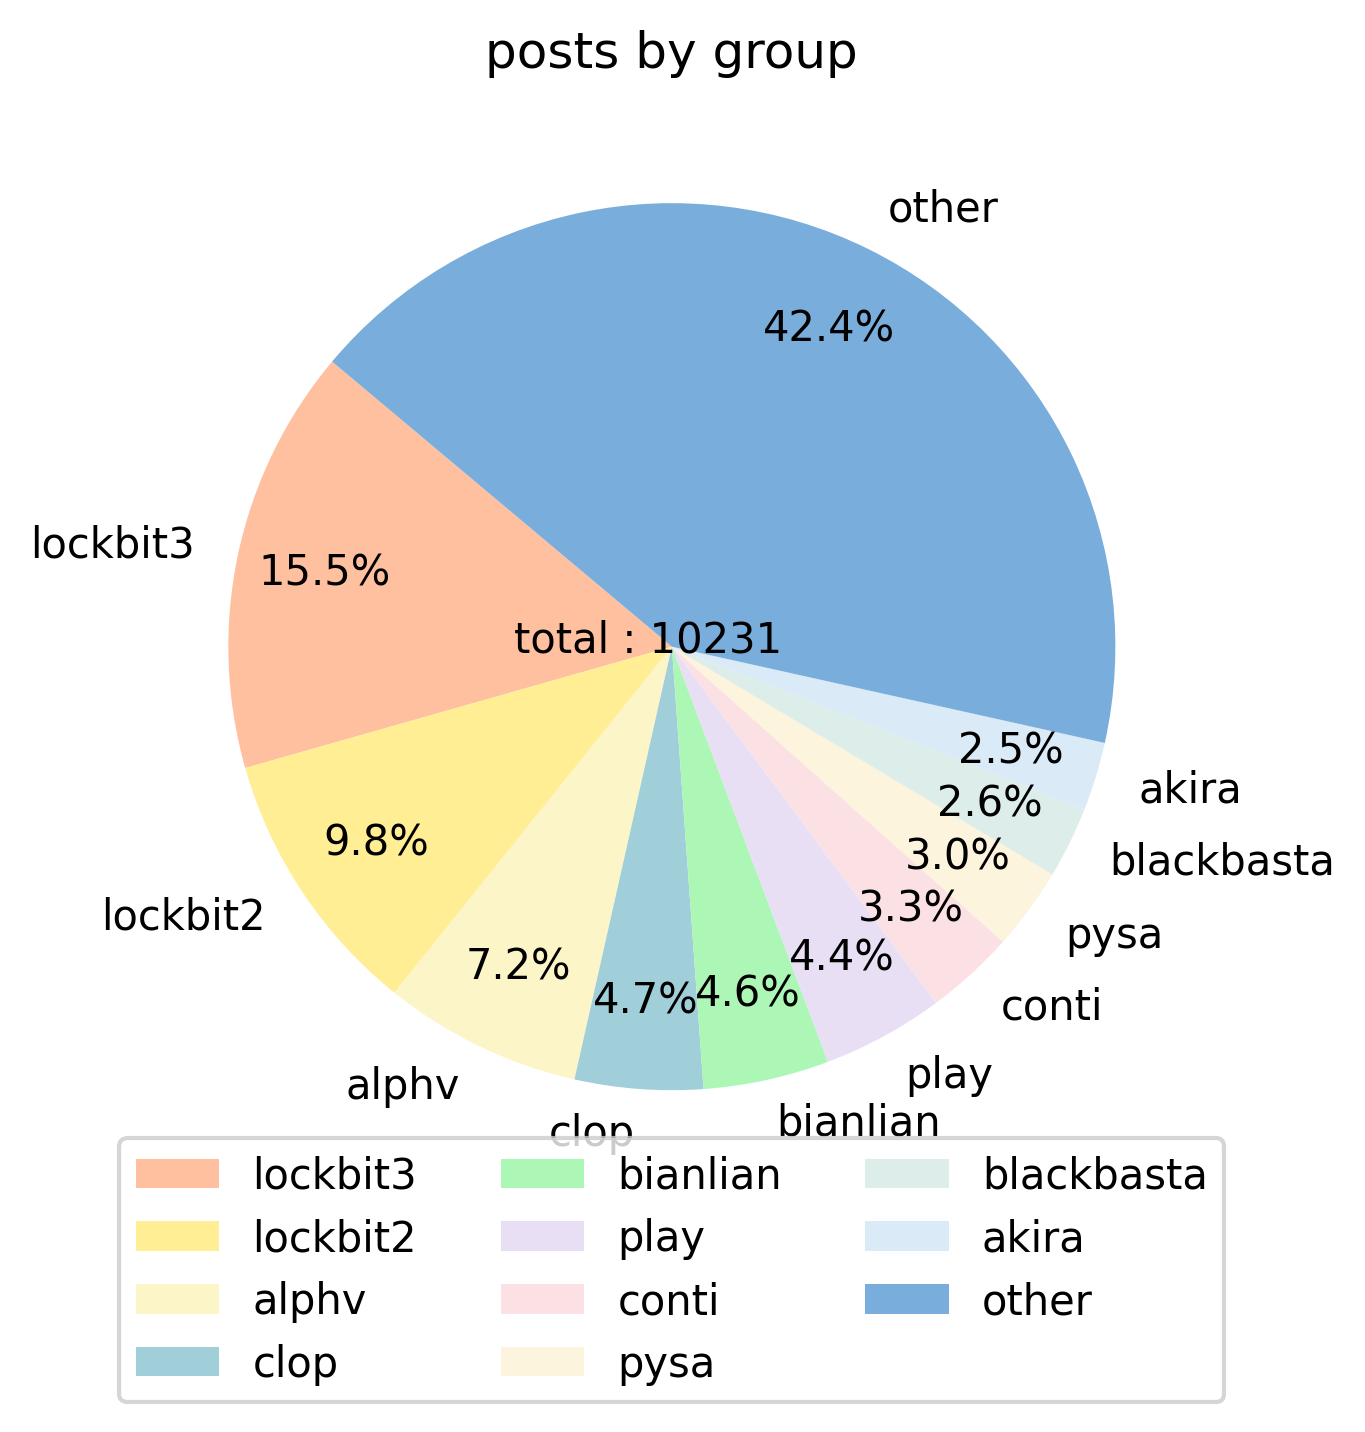 posts by group
other
42.4%
lockbit3
15.5%
total : 10231
lockbit2
9.8%
alphv
7.2%
clop
4.7%
bianlian
4.6%
play
4.4%
conti
3.3%
pysa
3.0%
blackbasta
2.6%
akira
2.5%
lockbit3
lockbit2
alphv
clop
bianlian
play
conti
pysa
blackbasta
akira
other